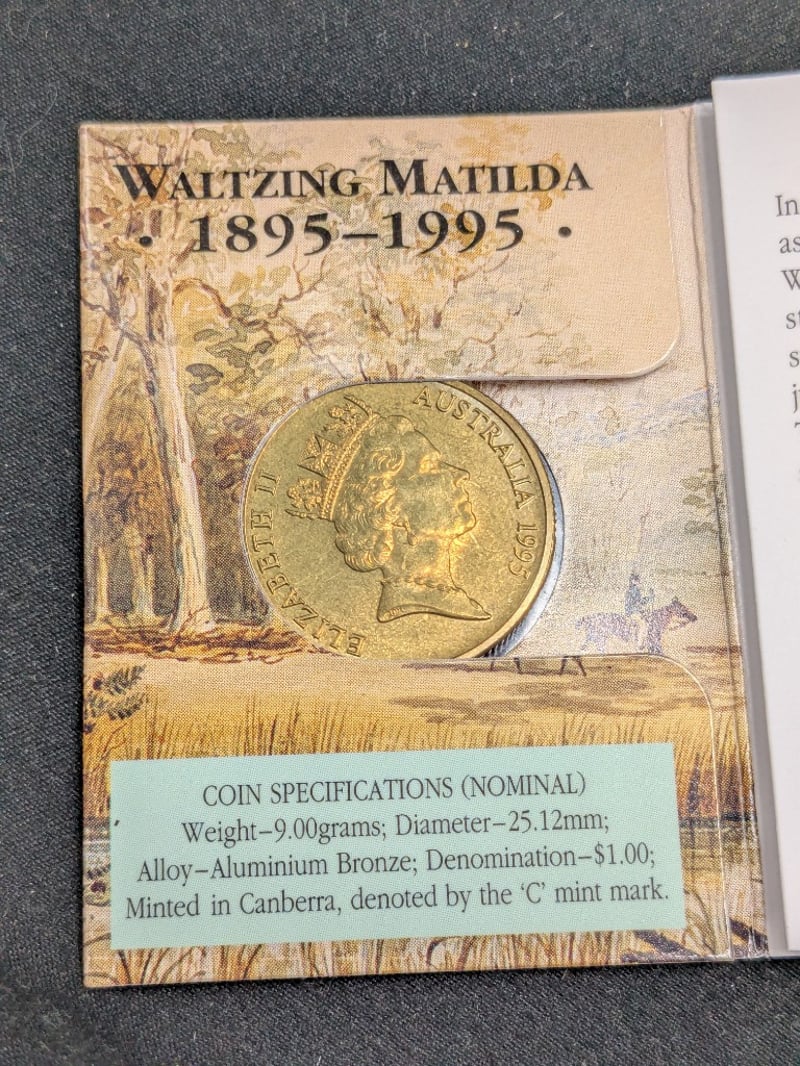 WALTZING MATILDA
· 1895–1995 ·
ELIZABETH II
AUSTRALIA 1995
COIN SPECIFICATIONS (NOMINAL)
Weight–9.00grams; Diameter–25.12mm;
Alloy–Aluminium Bronze; Denomination–$1.00;
Minted in Canberra, denoted by the ‘C’ mint mark.
In